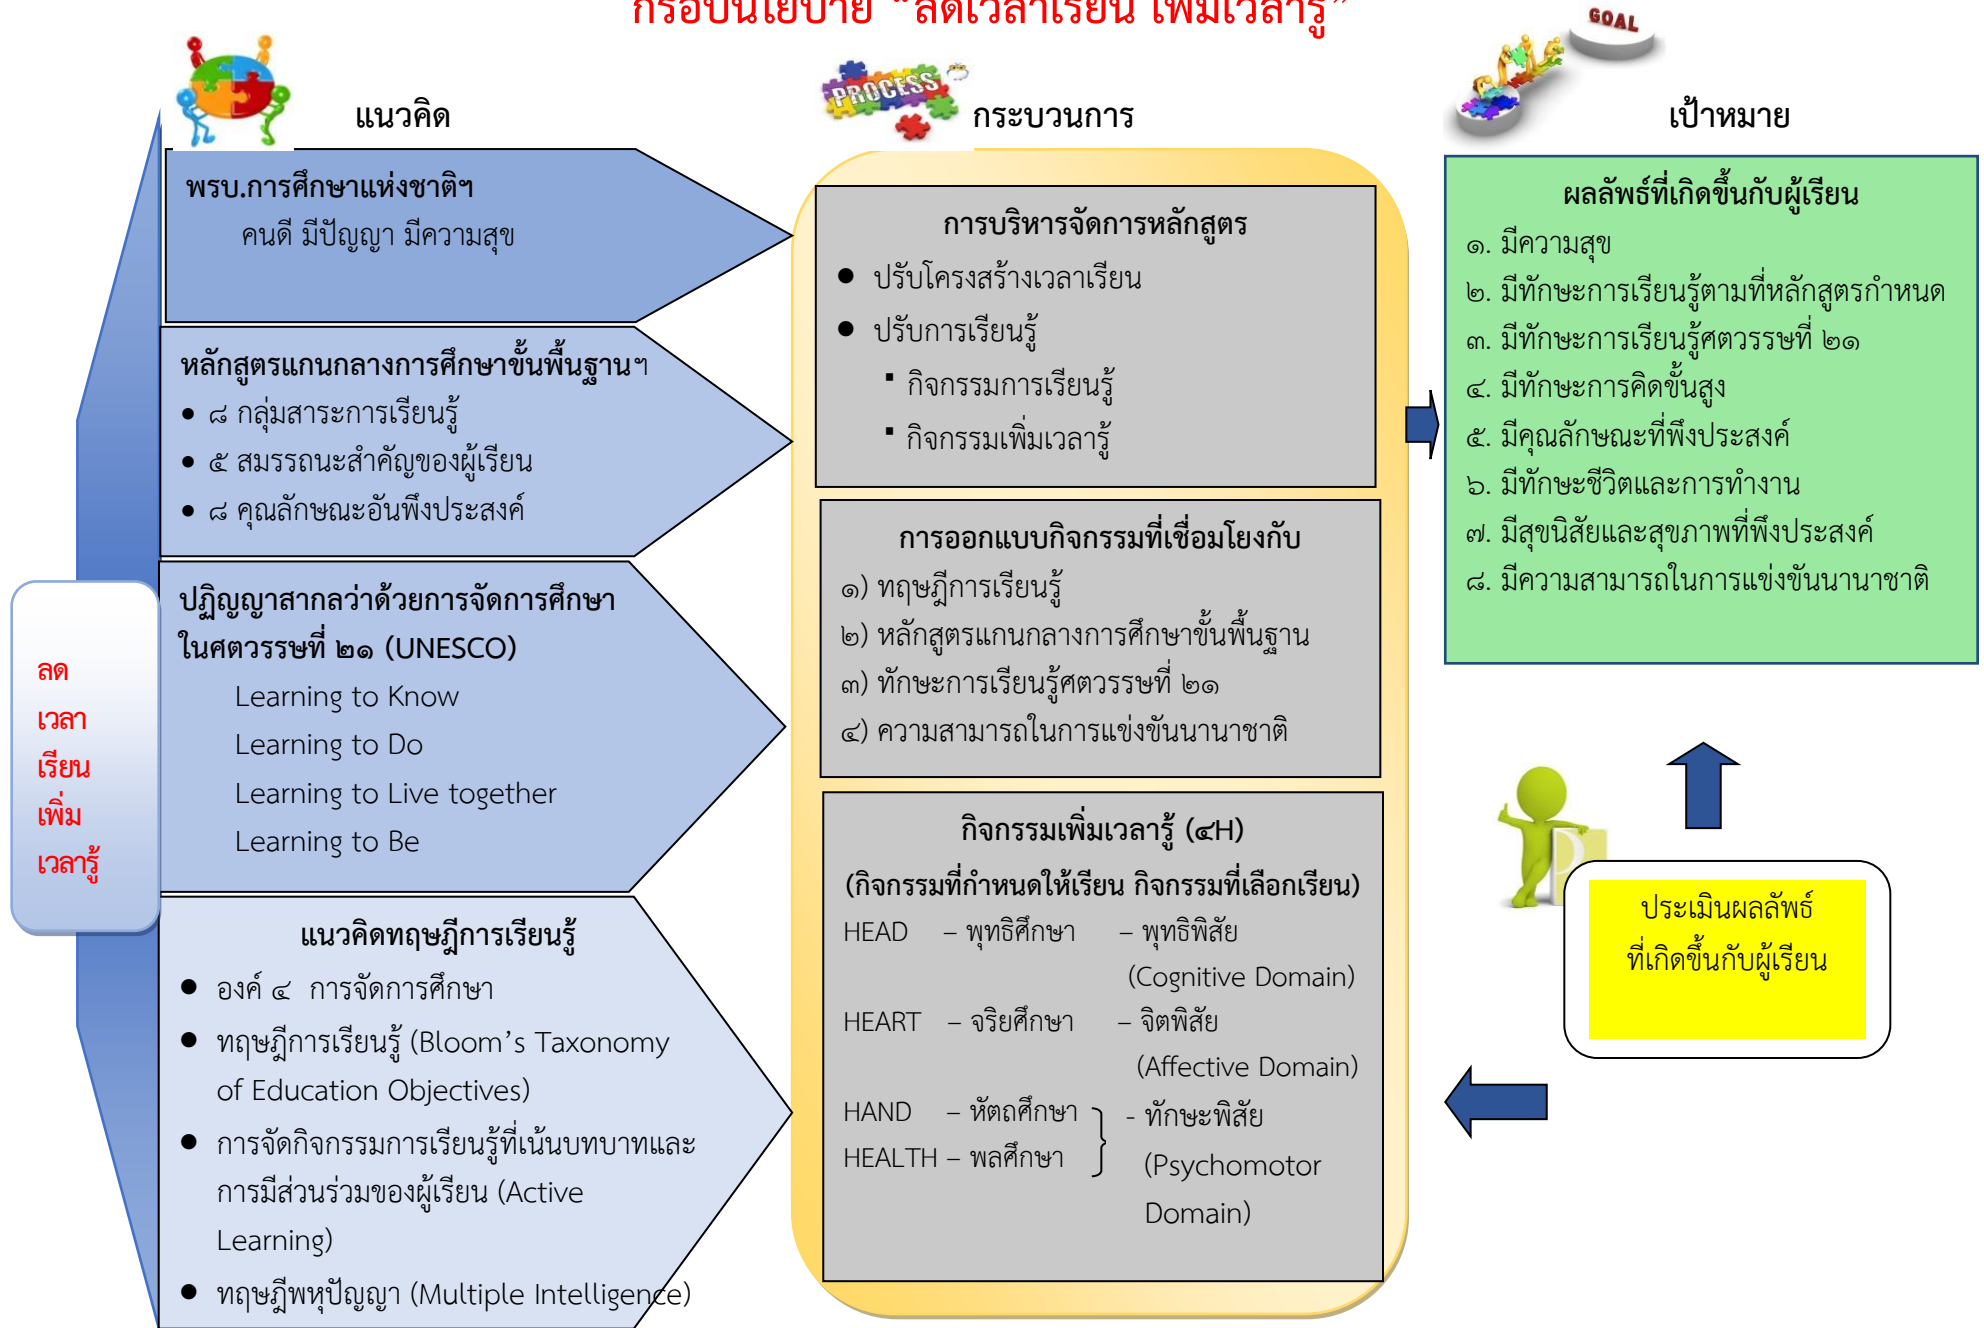 กรอบนโยบาย “ลดเวลาเรียน เพิ่มเวลารู้”
แนวคิด
PROCESS
กระบวนการ
GOAL
เป้าหมาย
ลด
เวลา
เรียน
เพิ่ม
เวลารู้
พรบ.การศึกษาแห่งชาติฯ
คนดี มีปัญญา มีความสุข
หลักสูตรแกนกลางการศึกษาขั้นพื้นฐานฯ
• ๘ กลุ่มสาระการเรียนรู้
• ๕ สมรรถนะสำคัญของผู้เรียน
• ๘ คุณลักษณะอันพึงประสงค์
ปฏิญญาสากลว่าด้วยการจัดการศึกษา
ในศตวรรษที่ ๒๑ (UNESCO)
Learning to Know
Learning to Do
Learning to Live together
Learning to Be
แนวคิดทฤษฎีการเรียนรู้
● องค์ ๔ การจัดการศึกษา
● ทฤษฎีการเรียนรู้ (Bloom’s Taxonomy
of Education Objectives)
● การจัดกิจกรรมการเรียนรู้ที่เน้นบทบาทและ
การมีส่วนร่วมของผู้เรียน (Active
Learning)
● ทฤษฎีพหุปัญญา (Multiple Intelligence)
การบริหารจัดการหลักสูตร
● ปรับโครงสร้างเวลาเรียน
● ปรับการเรียนรู้
▪ กิจกรรมการเรียนรู้
▪ กิจกรรมเพิ่มเวลารู้
การออกแบบกิจกรรมที่เชื่อมโยงกับ
๑) ทฤษฎีการเรียนรู้
๒) หลักสูตรแกนกลางการศึกษาขั้นพื้นฐาน
๓) ทักษะการเรียนรู้ศตวรรษที่ ๒๑
๔) ความสามารถในการแข่งขันนานาชาติ
กิจกรรมเพิ่มเวลารู้ (๔H)
(กิจกรรมที่กำหนดให้เรียน กิจกรรมที่เลือกเรียน)
HEAD – พุทธิศึกษา – พุทธิพิสัย
(Cognitive Domain)
HEART – จริยศึกษา – จิตพิสัย
(Affective Domain)
HAND – หัตถศึกษา - ทักษะพิสัย
HEALTH – พลศึกษา (Psychomotor
Domain)
ผลลัพธ์ที่เกิดขึ้นกับผู้เรียน
๑. มีความสุข
๒. มีทักษะการเรียนรู้ตามที่หลักสูตรกำหนด
๓. มีทักษะการเรียนรู้ศตวรรษที่ ๒๑
๔. มีทักษะการคิดขั้นสูง
๕. มีคุณลักษณะที่พึงประสงค์
๖. มีทักษะชีวิตและการทำงาน
๗. มีสุขนิสัยและสุขภาพที่พึงประสงค์
๘. มีความสามารถในการแข่งขันนานาชาติ
ประเมินผลลัพธ์
ที่เกิดขึ้นกับผู้เรียน